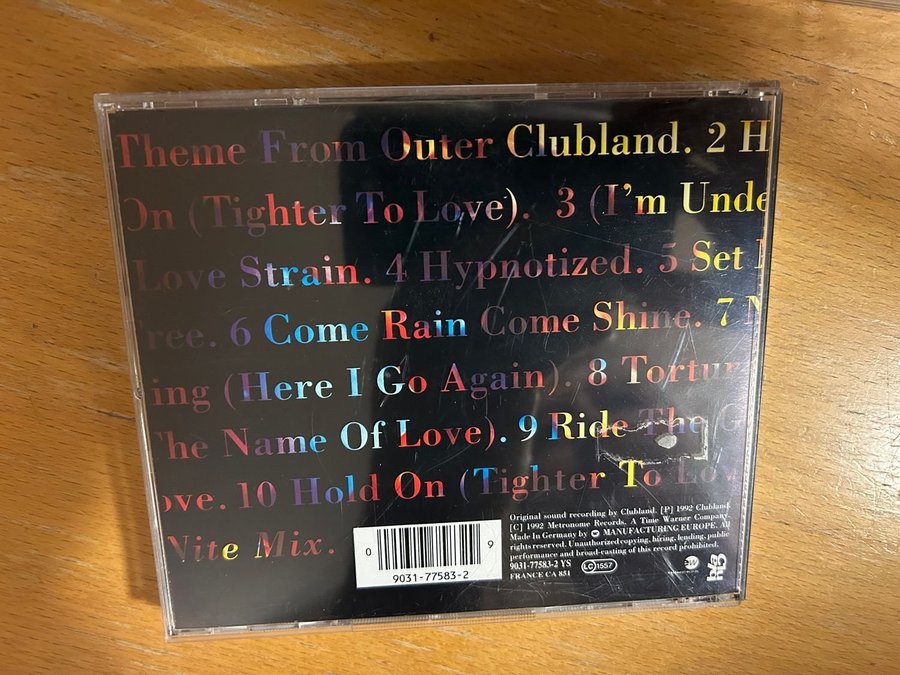 Theme From Outer Clubland. 2 H
On (Tighter To Love). 3 (I'm Unde
Love Strain. 4 Hypnotized. 5 Set
ree. 6 Come Rain Come Shine. 7 N
ing (Here I Go Again). 8 Tortur
The Name Of Love). 9 Ride The G
ove. 10 Hold On (Tighter To Lov
Nite Mix.
0 9
9031-77583-2
Original sound recording by Clubland. [P] 1992 Clubland.
[C] 1992 Metronome Records. A Time Warner Company.
Made In Germany by MANUFACTURING EUROPE. All
rights reserved. Unauthorized copying, hiring, lending, public
performance and broad-casting of this record prohibited.
9031-77583-2 YS
LC 1557
FRANCE CA 851